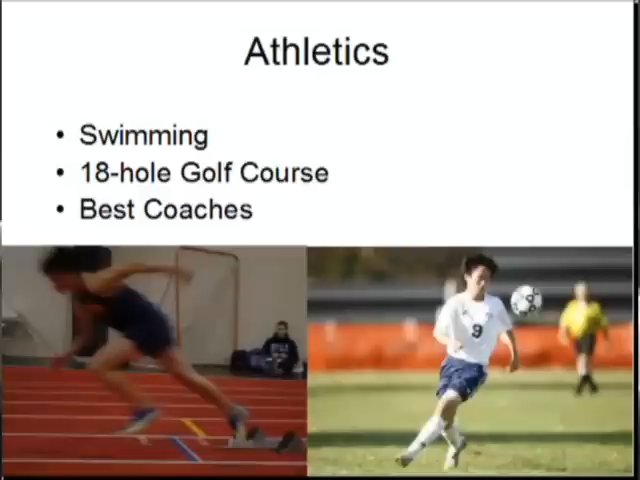 Athletics
• Swimming
• 18-hole Golf Course
• Best Coaches
9